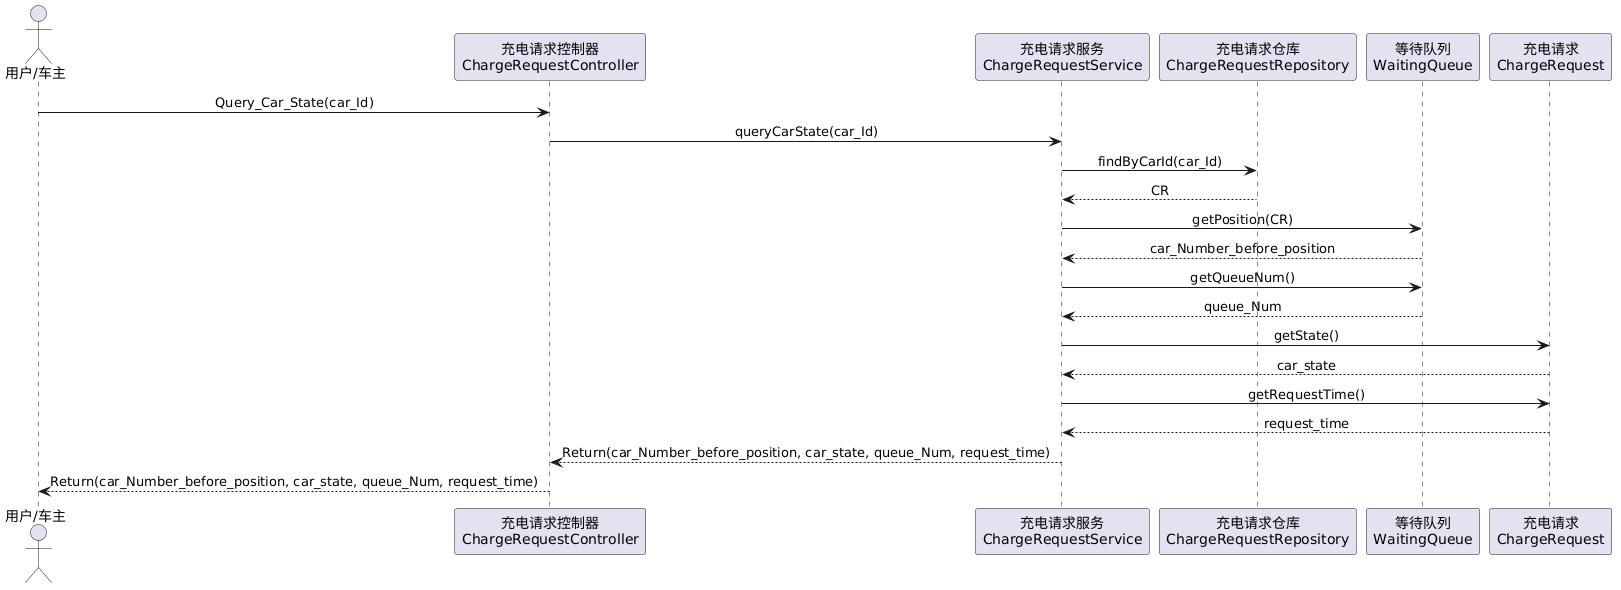 用户/车主
充电请求控制器
ChargeRequestController
充电请求服务
ChargeRequestService
充电请求仓库
ChargeRequestRepository
等待队列
WaitingQueue
充电请求
ChargeRequest
Query_Car_State(car_Id)
queryCarState(car_Id)
findByCarId(car_Id)
CR
getPosition(CR)
car_Number_before_position
getQueueNum()
queue_Num
getState()
car_state
getRequestTime()
request_time
Return(car_Number_before_position, car_state, queue_Num, request_time)
Return(car_Number_before_position, car_state, queue_Num, request_time)
用户/车主
充电请求控制器
ChargeRequestController
充电请求服务
ChargeRequestService
充电请求仓库
ChargeRequestRepository
等待队列
WaitingQueue
充电请求
ChargeRequest